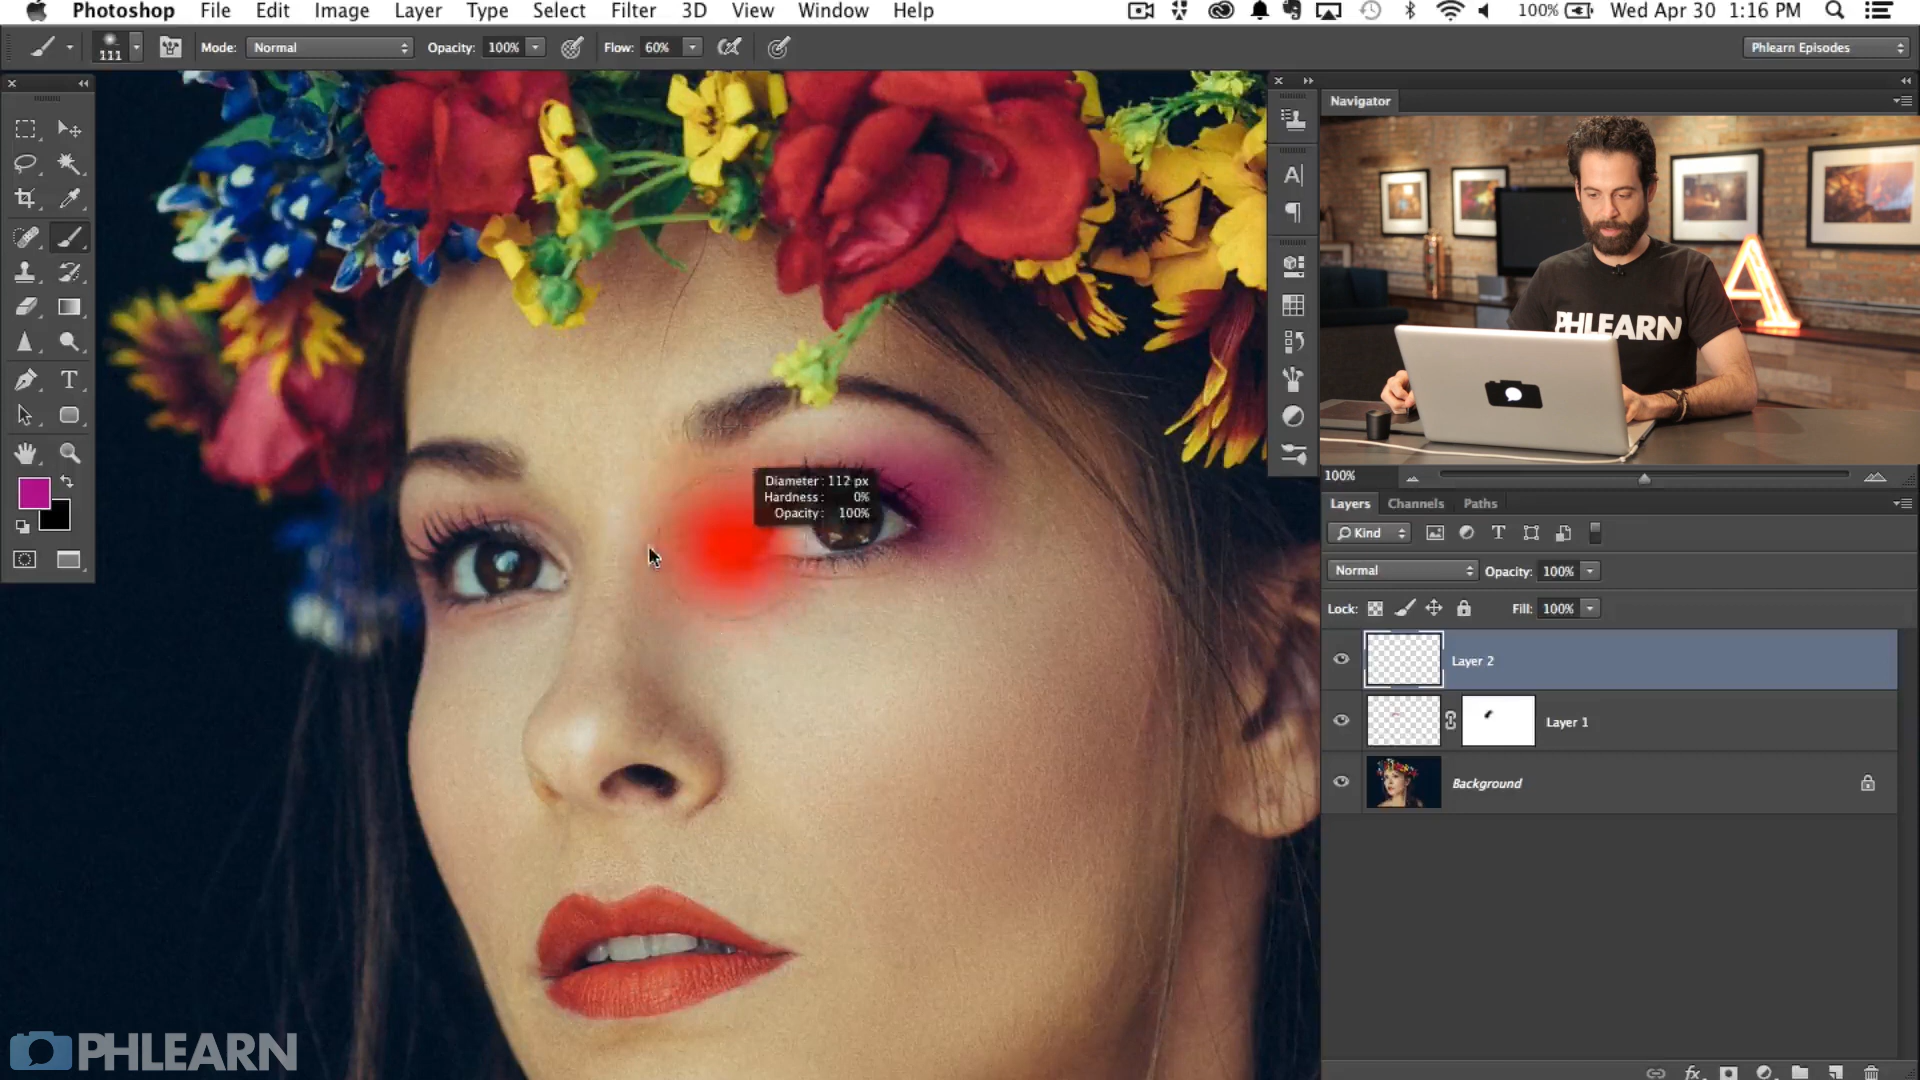 Photoshop File Edit Image Layer Type Select Filter 3D View Window Help 100% Wed Apr 30 1:16 PM
111 Mode: Normal Opacity: 100% Flow: 60% Phlearn Episodes
Navigator
PHLEARN
A
100%
Layers Channels Paths
Kind
Normal Opacity: 100%
Lock: Fill: 100%
Layer 2
Layer 1
Background
Diameter: 112 px
Hardness: 0%
Opacity: 100%
PHLEARN